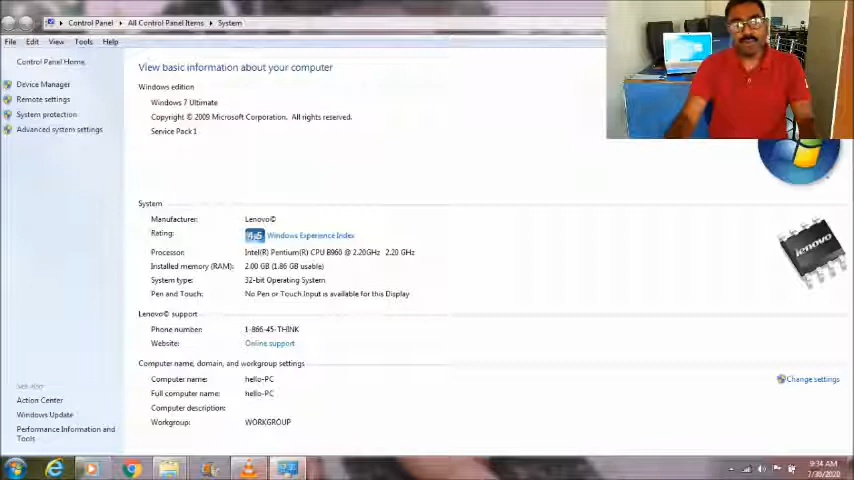 Control Panel All Control Panel Items System
File Edit View Tools Help
Control Panel Home
Device Manager
Remote settings
System protection
Advanced system settings
View basic information about your computer
Windows edition
Windows 7 Ultimate
Copyright © 2009 Microsoft Corporation. All rights reserved.
Service Pack 1
System
Manufacturer: Lenovo©
Rating: 4.5 Windows Experience Index
Processor: Intel(R) Pentium(R) CPU B960 @ 2.20GHz 2.20 GHz
Installed memory (RAM): 2.00 GB (1.86 GB usable)
System type: 32-bit Operating System
Pen and Touch: No Pen or Touch Input is available for this Display
lenovo
Lenovo© support
Phone number: 1-866-45-THINK
Website: Online support
Computer name, domain, and workgroup settings
Computer name: hello-PC
Change settings
Full computer name: hello-PC
Computer description:
Workgroup: WORKGROUP
See also
Action Center
Windows Update
Performance Information and
Tools
9:34 AM
7/30/2020